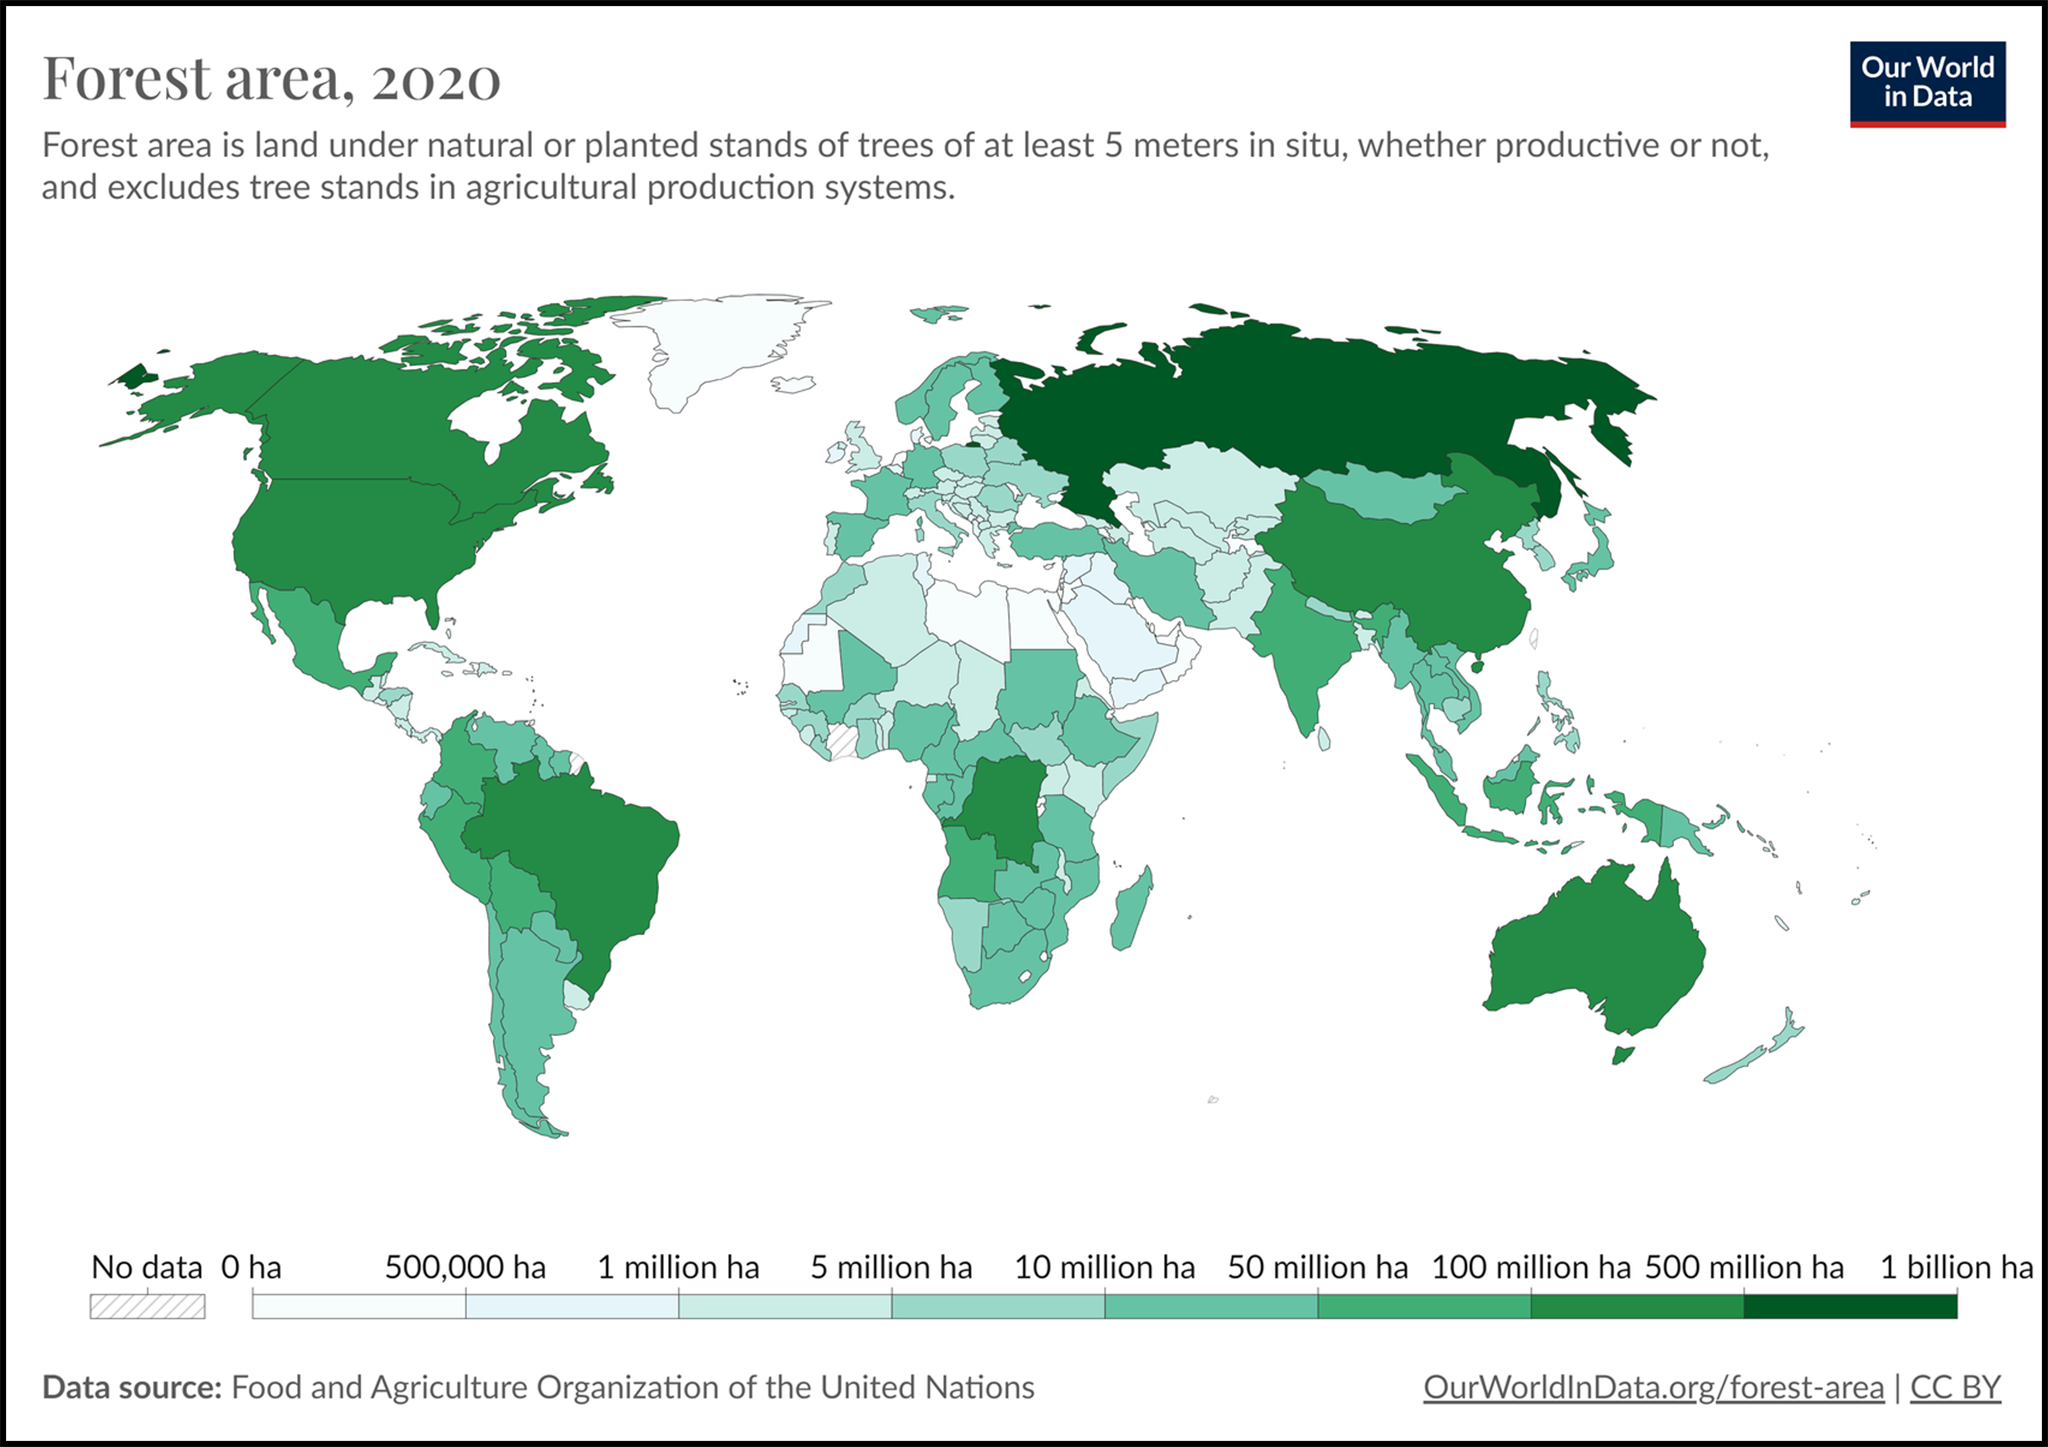 Forest area, 2020
Our World
in Data
Forest area is land under natural or planted stands of trees of at least 5 meters in situ, whether productive or not,
and excludes tree stands in agricultural production systems.
No data 0 ha 500,000 ha 1 million ha 5 million ha 10 million ha 50 million ha 100 million ha 500 million ha 1 billion ha
Data source: Food and Agriculture Organization of the United Nations
OurWorldInData.org/forest-area | CC BY